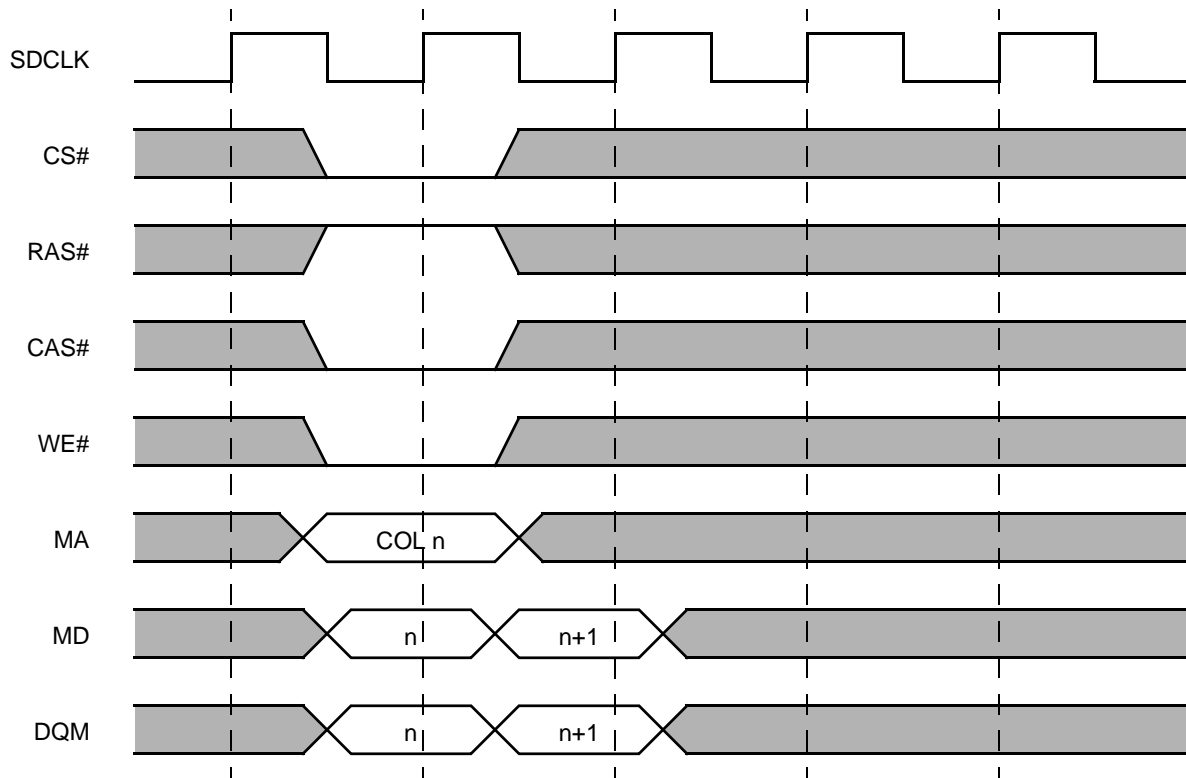 SDCLK
CS#
RAS#
CAS#
WE#
MA COL n
MD n n+1
DQM n n+1